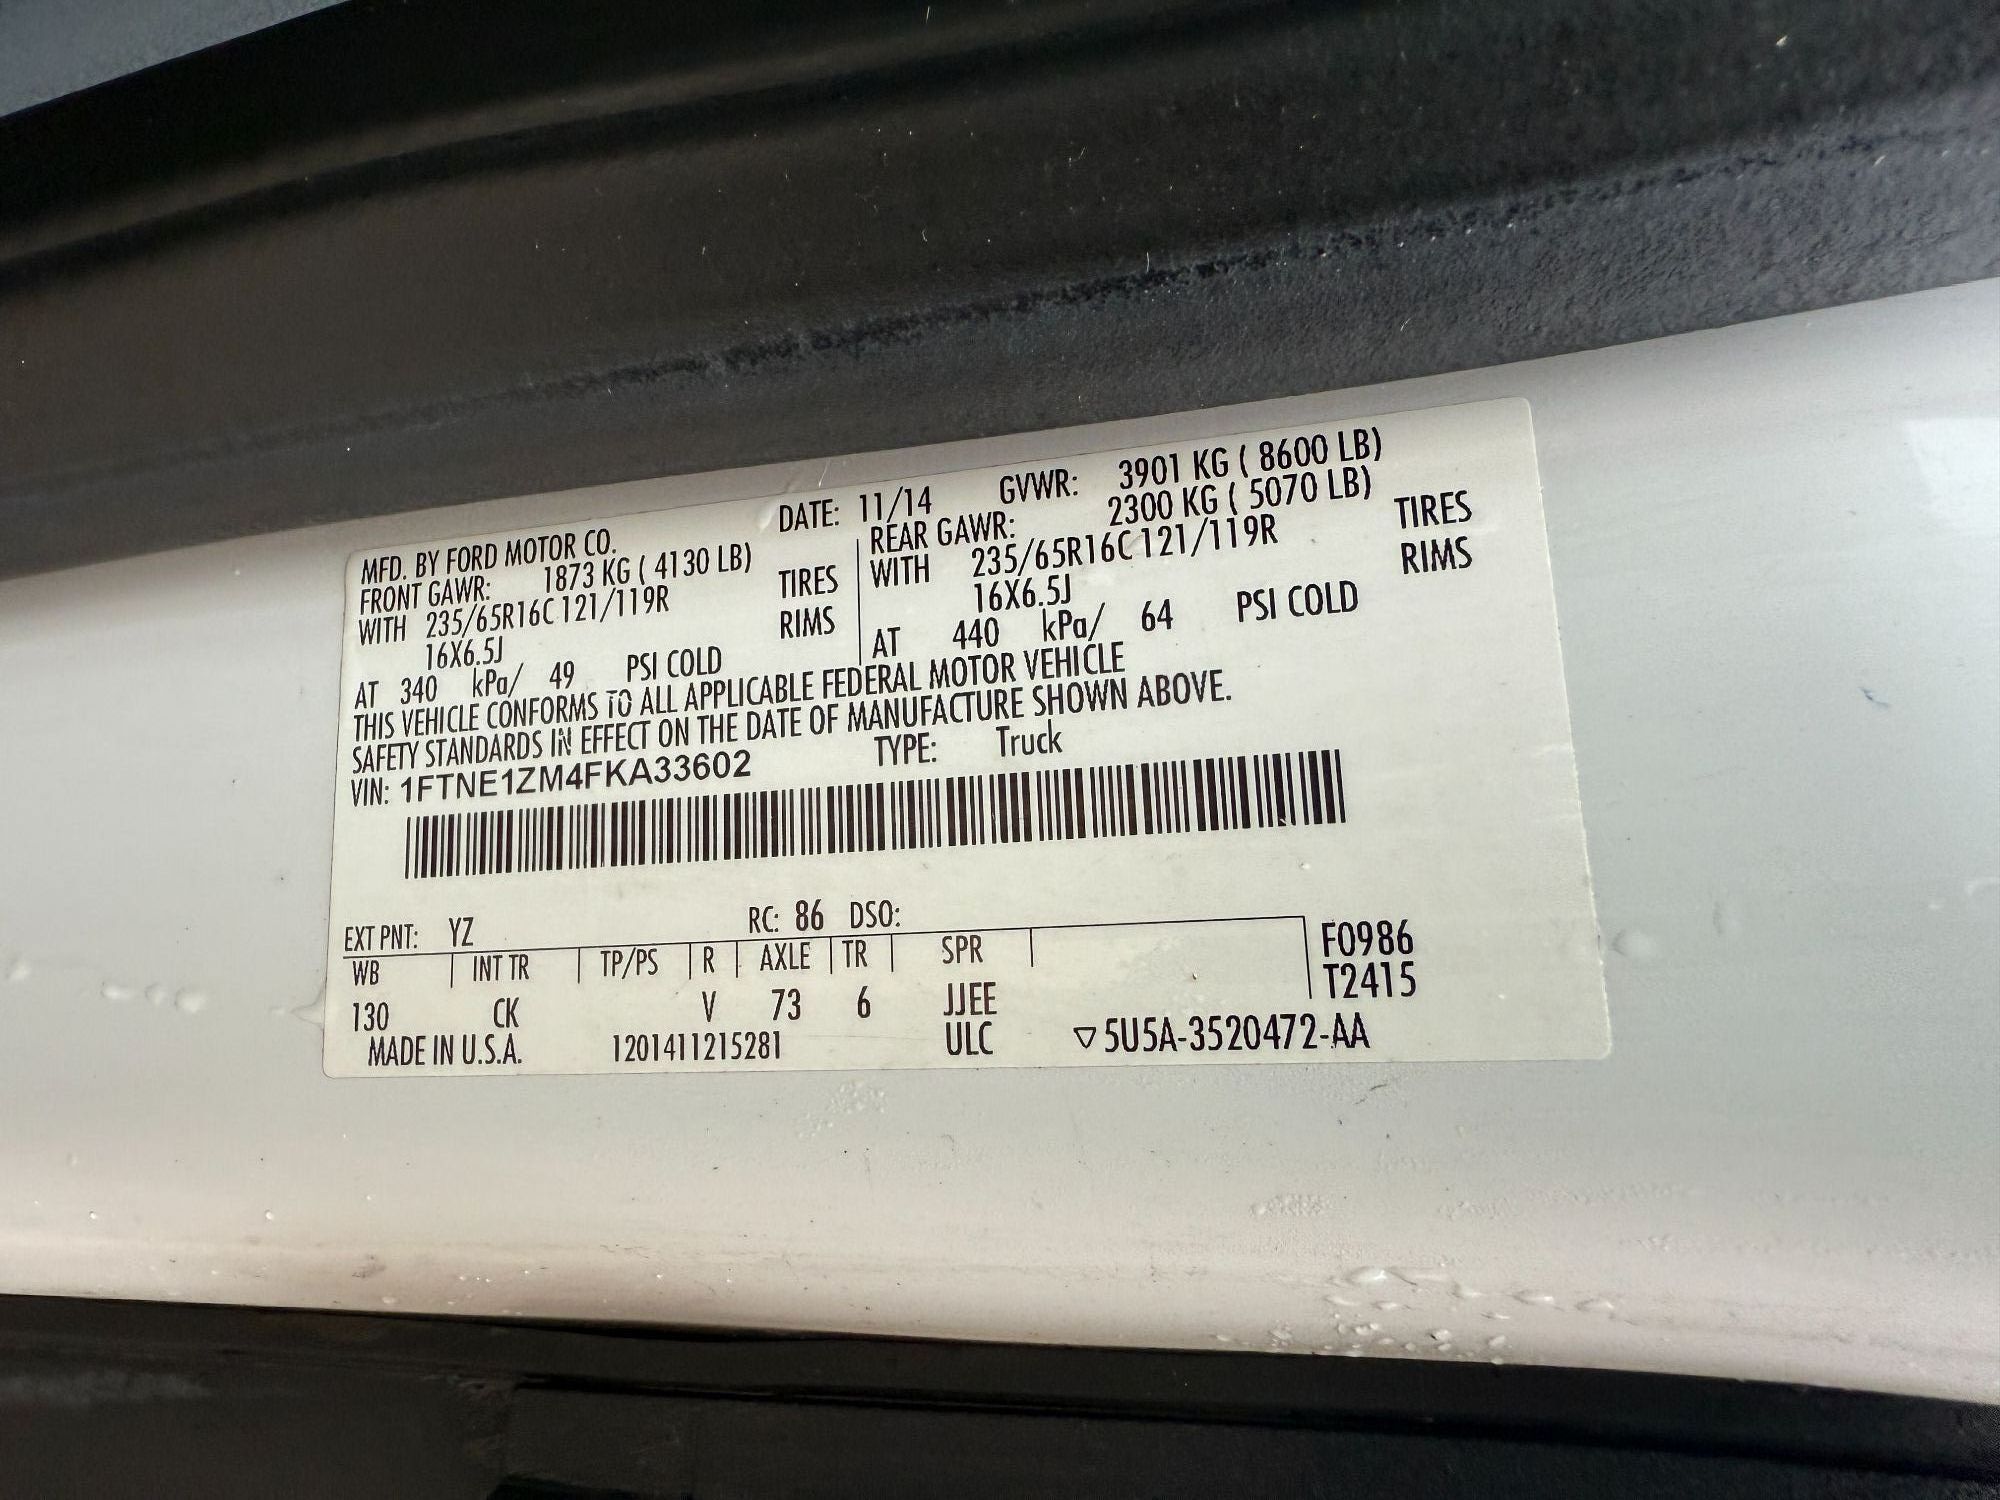 MFD. BY FORD MOTOR CO. DATE: 11/14 GVWR: 3901 KG ( 8600 LB)
FRONT GAWR: 1873 KG ( 4130 LB) REAR GAWR: 2300 KG ( 5070 LB)
WITH 235/65R16C 121/119R TIRES WITH 235/65R16C 121/119R TIRES
16X6.5J RIMS 16X6.5J RIMS
AT 340 kPa/ 49 PSI COLD AT 440 kPa/ 64 PSI COLD
THIS VEHICLE CONFORMS TO ALL APPLICABLE FEDERAL MOTOR VEHICLE
SAFETY STANDARDS IN EFFECT ON THE DATE OF MANUFACTURE SHOWN ABOVE.
VIN: 1FTNE1ZM4FKA33602 TYPE: Truck
EXT PNT: YZ RC: 86 DSO:
WB INT TR TP/PS R AXLE TR SPR F0986
130 CK V 73 6 JJEE T2415
MADE IN U.S.A. 1201411215281 ULC ▽5U5A-3520472-AA